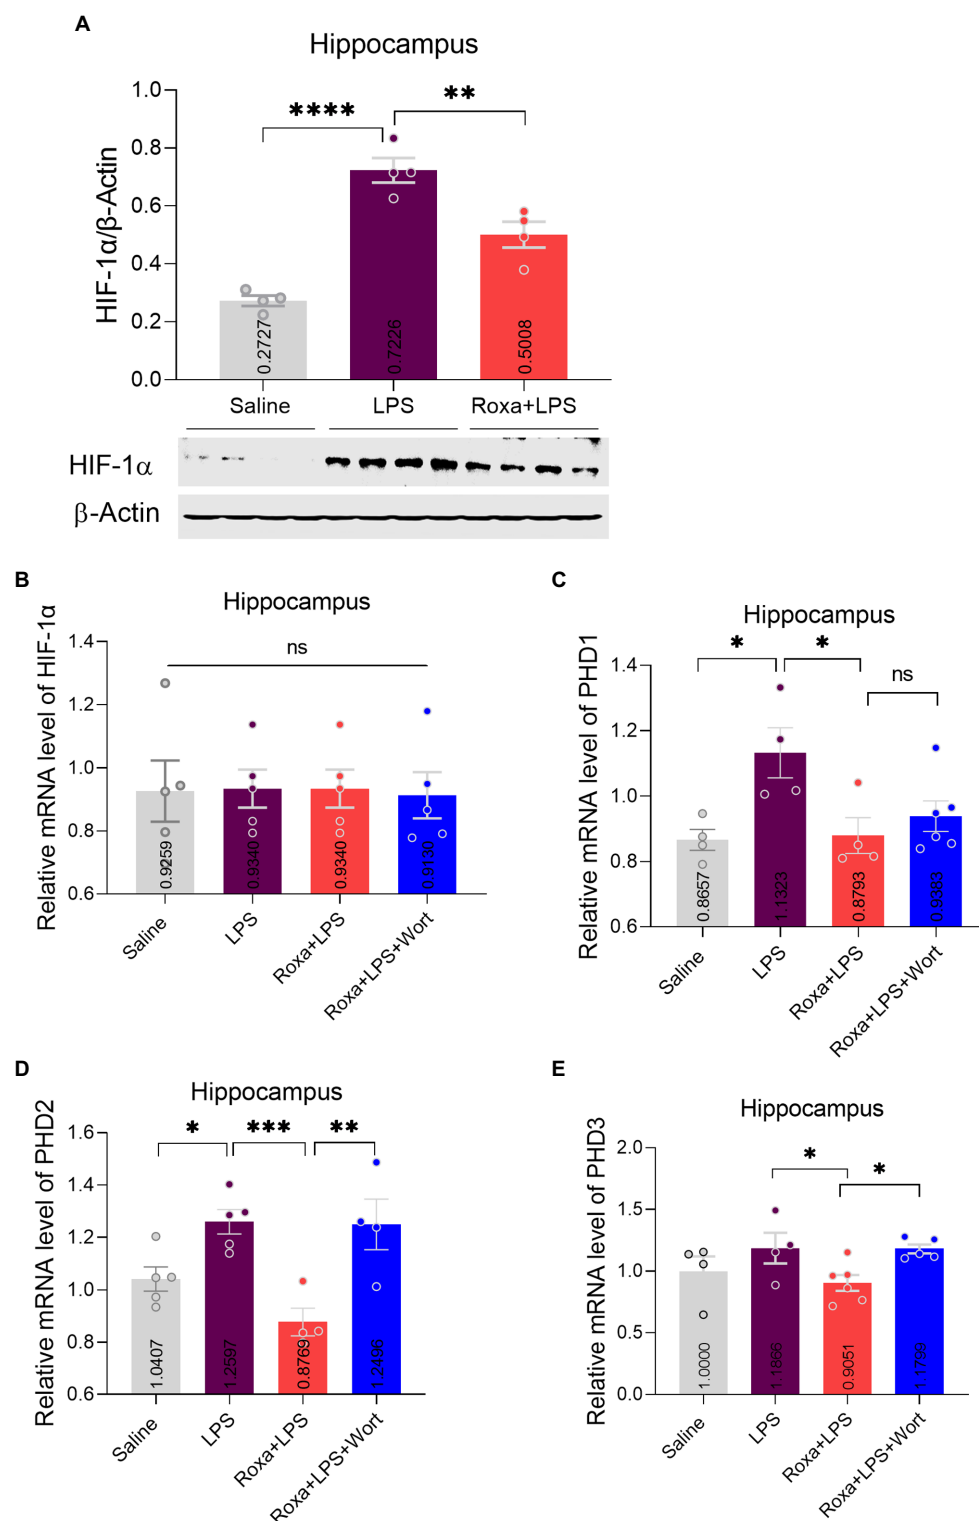 A
Hippocampus
HIF-1α/β-Actin
1.0
0.8
0.6
0.4
0.2
0.0
****
**
0.2727
0.7226
0.5008
Saline
LPS
Roxa+LPS
HIF-1α
β-Actin
B
Hippocampus
Relative mRNA level of HIF-1α
1.4
1.2
1.0
0.8
0.6
ns
0.9259
0.9340
0.9340
0.9130
Saline
LPS
Roxa+LPS
Roxa+LPS+Wort
C
Hippocampus
Relative mRNA level of PHD1
1.4
1.2
1.0
0.8
0.6
*
*
ns
0.8657
1.1323
0.8793
0.9383
Saline
LPS
Roxa+LPS
Roxa+LPS+Wort
D
Hippocampus
Relative mRNA level of PHD2
1.6
1.4
1.2
1.0
0.8
0.6
*
***
**
1.0407
1.2597
0.8769
1.2496
Saline
LPS
Roxa+LPS
Roxa+LPS+Wort
E
Hippocampus
Relative mRNA level of PHD3
2.0
1.5
1.0
0.5
0.0
*
*
1.0000
1.1866
0.9051
1.1799
Saline
LPS
Roxa+LPS
Roxa+LPS+Wort